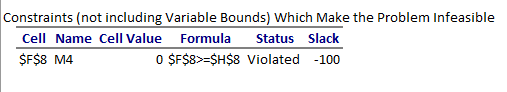 Constraints (not including Variable Bounds) Which Make the Problem Infeasible
Cell Name Cell Value Formula Status Slack
$F$8 M4 0 $F$8>=$H$8 Violated -100